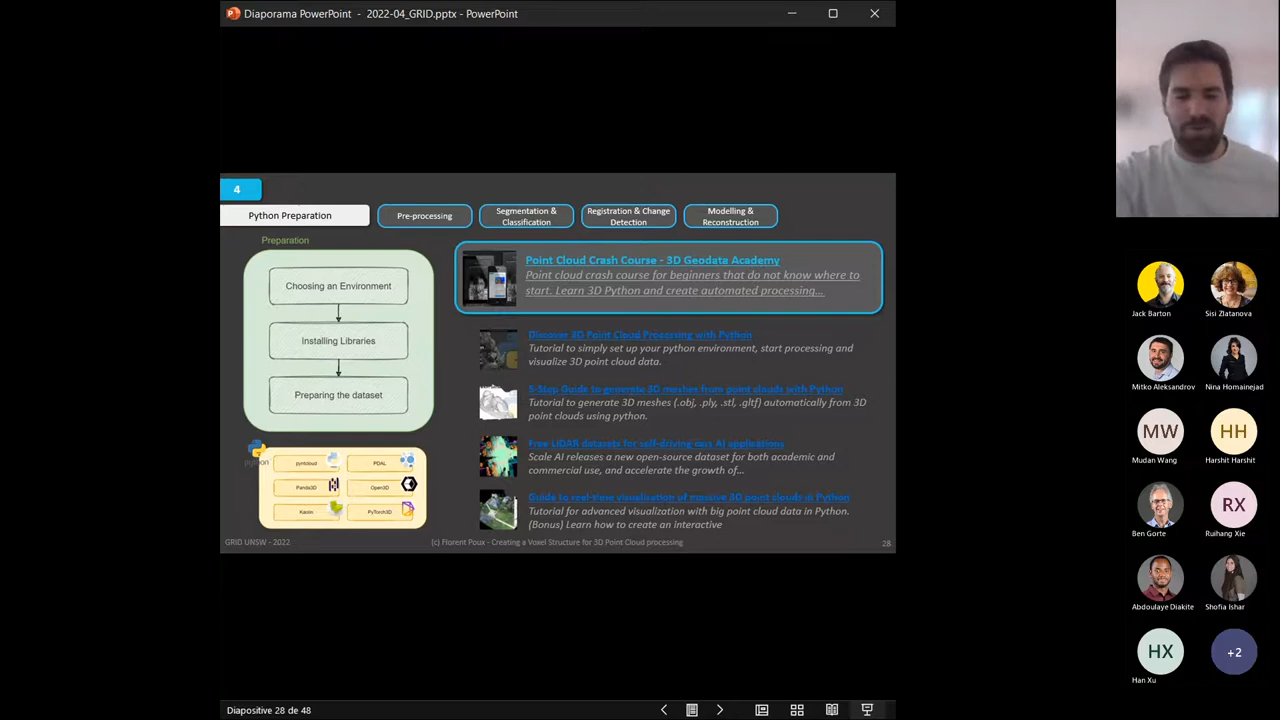 Diaporama PowerPoint - 2022-04_GRID.pptx - PowerPoint
4
Python Preparation
Pre-processing
Segmentation &
Classification
Registration & Change
Detection
Modelling &
Reconstruction
Preparation
Choosing an Environment
Installing Libraries
Preparing the dataset
python
pyntcloud
PDAL
Panda3D
Open3D
Kaolin
PyTorch3D
Point Cloud Crash Course - 3D Geodata Academy
Point cloud crash course for beginners that do not know where to
start. Learn 3D Python and create automated processing...
Discover 3D Point Cloud Processing with Python
Tutorial to simply set up your python environment, start processing and
visualize 3D point cloud data.
5-Step Guide to generate 3D meshes from point clouds with Python
Tutorial to generate 3D meshes (.obj, .ply, .stl, .gltf) automatically from 3D
point clouds using python.
Free LiDAR datasets for self-driving cars AI applications
Scale AI releases a new open-source dataset for both academic and
commercial use, and accelerate the growth of...
Guide to real-time visualisation of massive 3D point clouds in Python
Tutorial for advanced visualization with big point cloud data in Python.
(Bonus) Learn how to create an interactive
GRID UNSW - 2022
(c) Florent Poux - Creating a Voxel Structure for 3D Point Cloud processing
28
Diapositive 28 de 48
Jack Barton
Sisi Zlatanova
Mitko Aleksandrov
Nina Homainejad
MW
HH
Mudan Wang
Harshit Harshit
RX
Ben Gorte
Ruihang Xie
Abdoulaye Diakite
Shofia Ishar
HX
+2
Han Xu